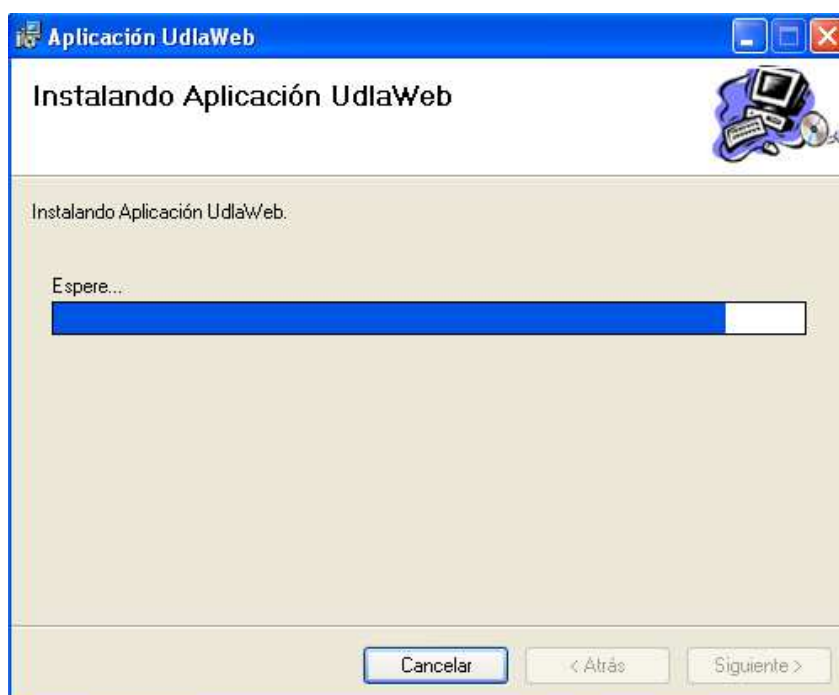 Aplicación UdlaWeb
Instalando Aplicación UdlaWeb
Instalando Aplicación UdlaWeb.
Espere...
Cancelar
< Atrás
Siguiente >